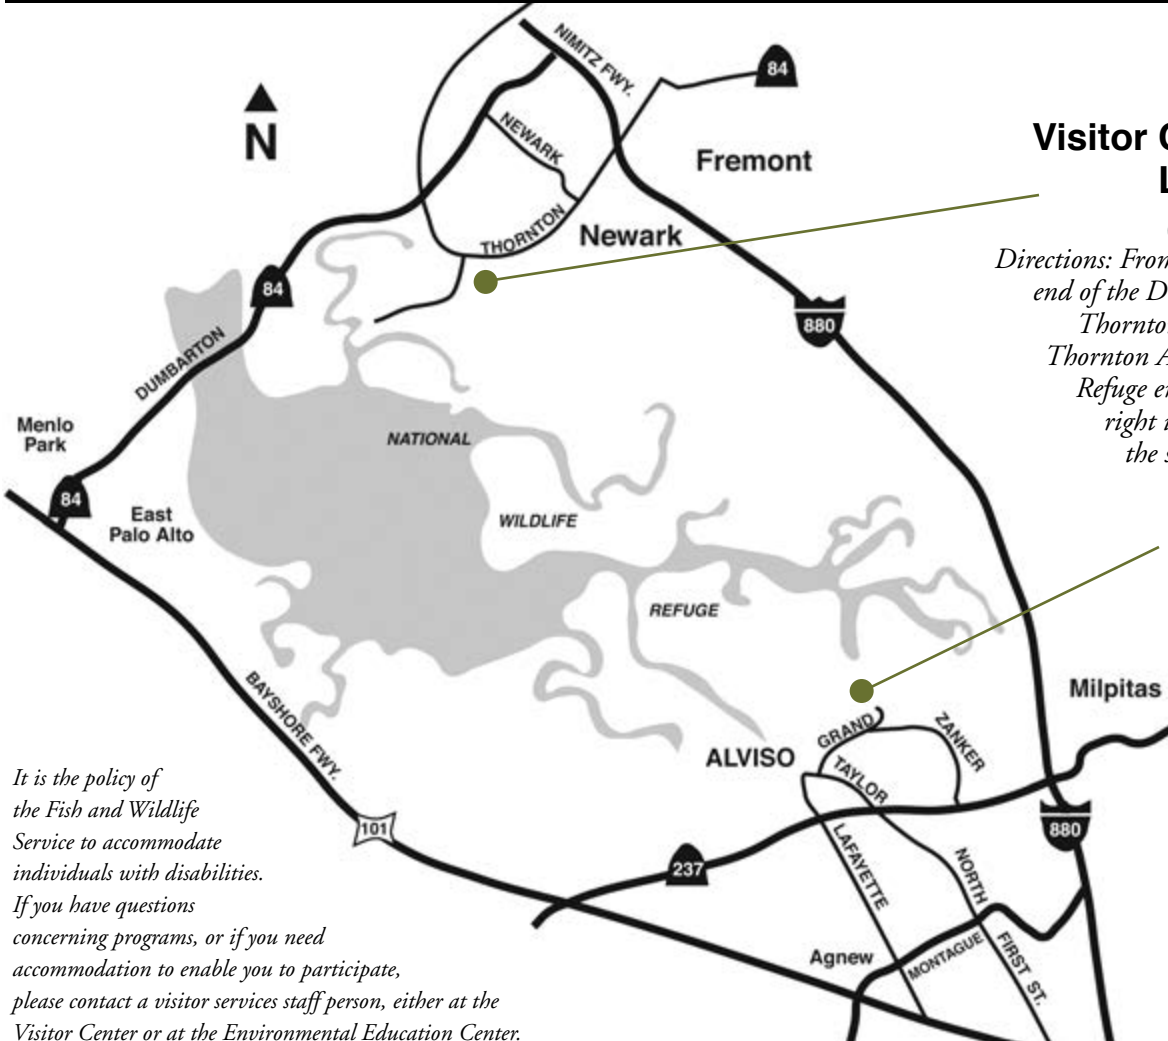 NIMITZ FWY.
84
N
NEWARK
Fremont
Visitor
THORNTON
Newark
Directions: From
end of the
84
880
DUMBARTON
Thornton
Refuge
right
the
Menlo
Park
NATIONAL
84
East
Palo Alto
WILDLIFE
REFUGE
Milpitas
BAYSHORE FWY.
GRAND
ZANKER
ALVISO
TAYLOR
It is the policy of
the Fish and Wildlife
Service to accommodate
individuals with disabilities.
If you have questions
concerning programs, or if you need
accommodation to enable you to participate,
please contact a visitor services staff person, either at the
Visitor Center or at the Environmental Education Center.
101
880
237
LAFAYETTE
NORTH
FIRST ST.
Agnew
MONTAGUE